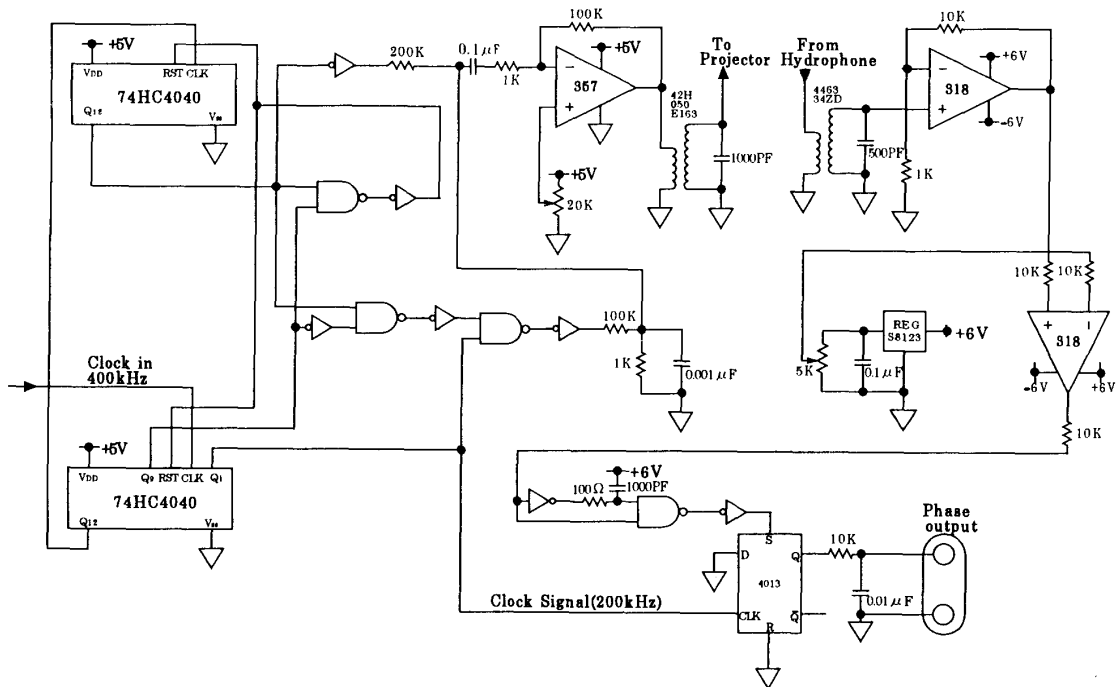 +5V
VDD
RST CLK
74HC4040
Q12
Vss
200K
0.1μF
1K
100K
+5V
357
+5V
20K
To
Projector
42H
050
E163
1000PF
From
Hydrophone
4463
34ZD
500PF
10K
+6V
318
-6V
1K
10K
10K
318
-6V
+6V
10K
REG
S8123
+6V
5K
0.1μF
100K
1K
0.001μF
Clock in
400kHz
+5V
VDD
Q9 RST CLK Q1
74HC4040
Q12
Vss
+6V
100Ω
1000PF
S
D
Q
4013
CLK
Q̅
R
Clock Signal(200kHz)
10K
0.01μF
Phase
output